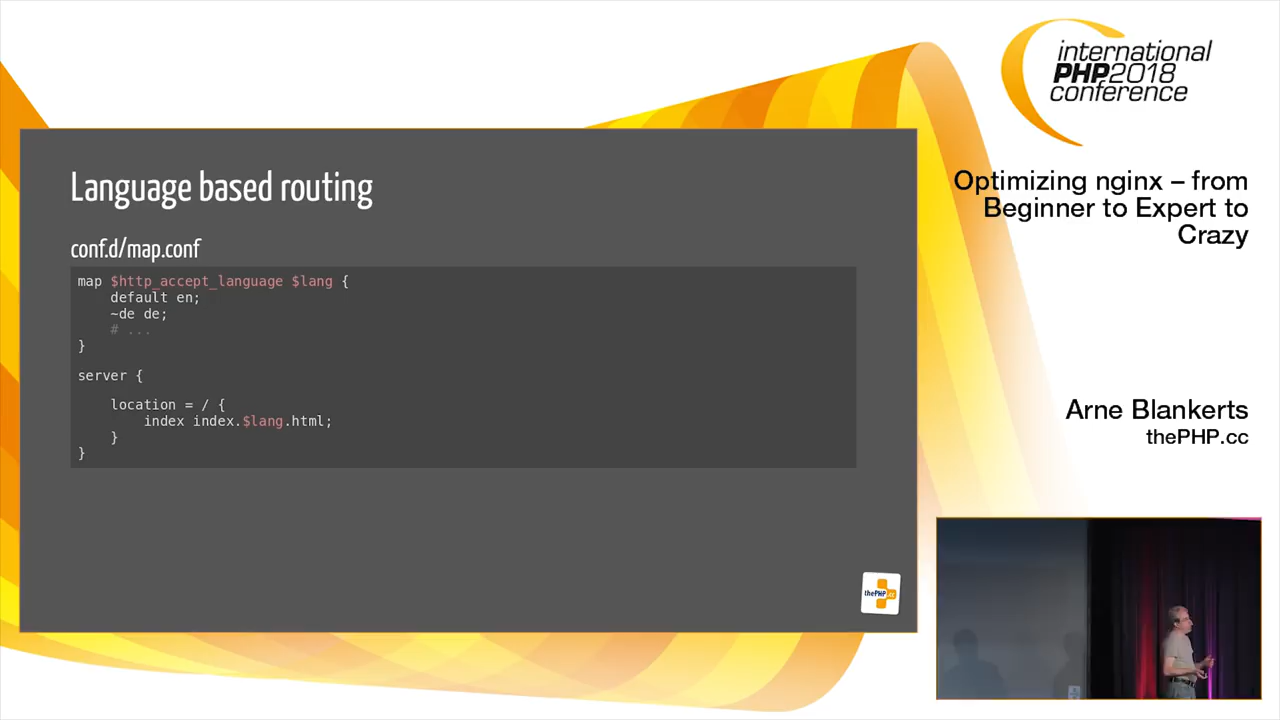 international
PHP2018
conference
Optimizing nginx – from
Beginner to Expert to
Crazy
Language based routing
conf.d/map.conf
map $http_accept_language $lang {
    default en;
    ~de de;
    # ...
}
server {
    location = / {
        index index.$lang.html;
    }
}
Arne Blankerts
thePHP.cc
thePHP.cc